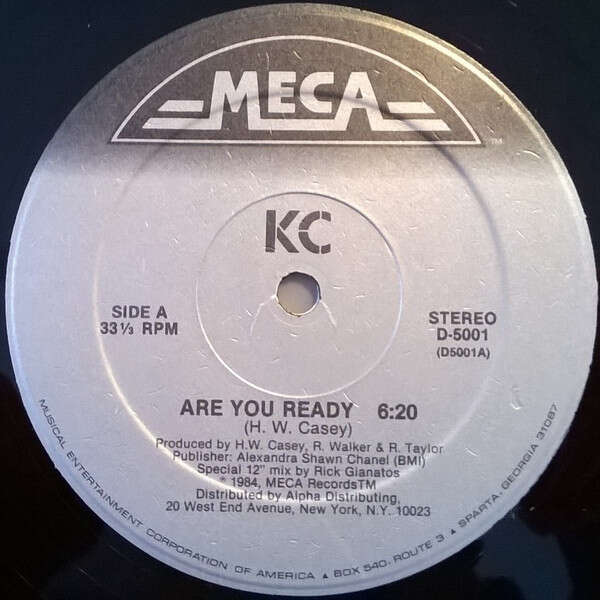 MECA
TM
KC
SIDE A
33⅓ RPM
STEREO
D-5001
(D5001A)
ARE YOU READY 6:20
(H. W. Casey)
Produced by H.W. Casey, R. Walker & R. Taylor
Publisher: Alexandra Shawn Chanel (BMI)
Special 12" mix by Rick Gianatos
℗ 1984, MECA RecordsTM
Distributed by Alpha Distributing,
20 West End Avenue, New York, N.Y. 10023
MUSICAL ENTERTAINMENT CORPORATION OF AMERICA ▲ BOX 540-ROUTE 3 ▲ SPARTA, GEORGIA 31087